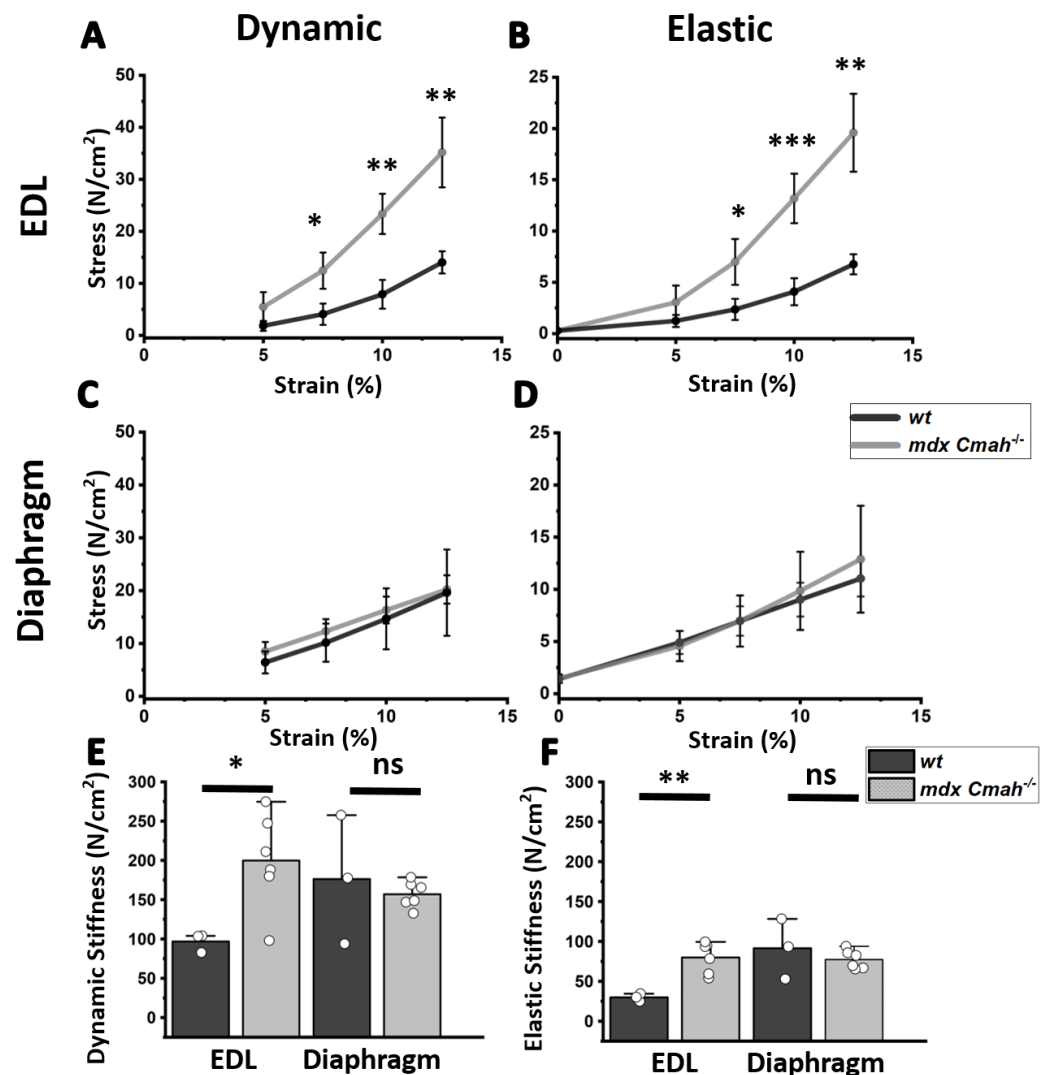 Dynamic
Elastic
A
B
EDL
Stress (N/cm²)
50
40
30
20
10
0
**
**
*
0
5
10
15
Strain (%)
25
20
15
10
5
0
**
***
*
0
5
10
15
Strain (%)
C
D
wt
mdx Cmah⁻/⁻
Diaphragm
Stress (N/cm²)
50
40
30
20
10
0
0
5
10
15
Strain (%)
25
20
15
10
5
0
0
5
10
15
Strain (%)
E
F
wt
mdx Cmah⁻/⁻
Dynamic Stiffness (N/cm²)
300
250
200
150
100
50
0
*
ns
EDL
Diaphragm
Elastic Stiffness (N/cm²)
300
250
200
150
100
50
0
**
ns
EDL
Diaphragm